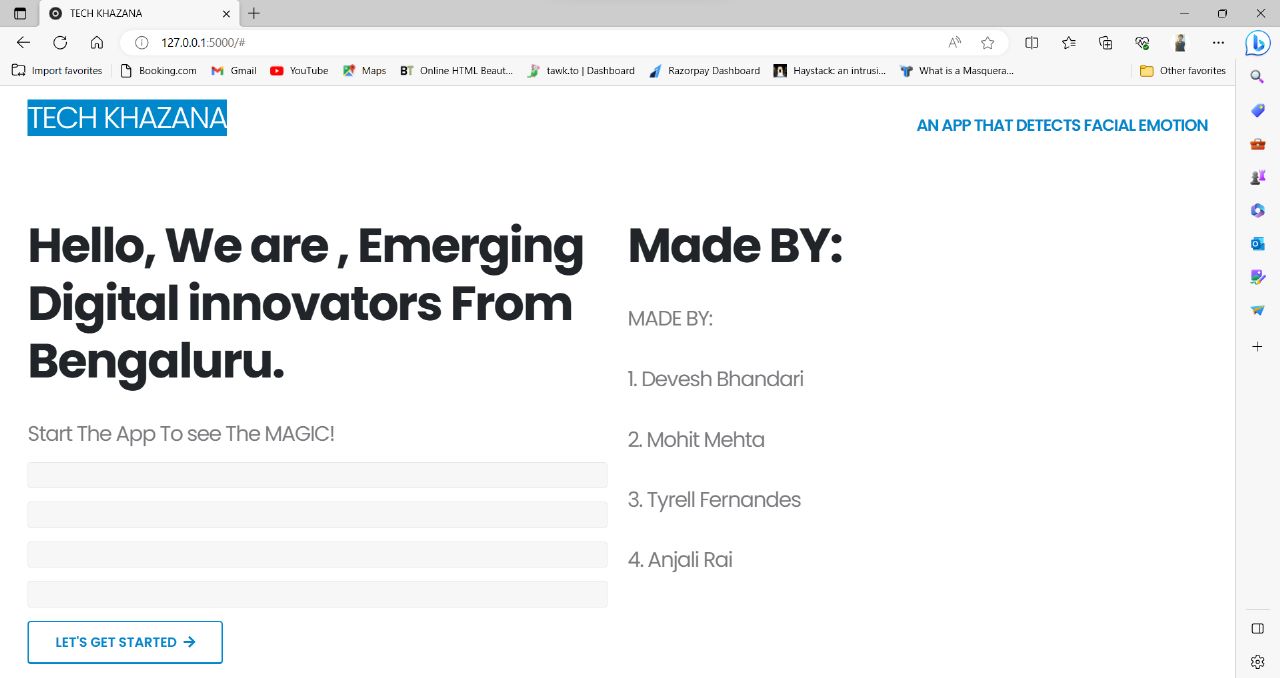 TECH KHAZANA
127.0.0.1:5000/#
Import favorites
Booking.com
Gmail
YouTube
Maps
BT Online HTML Beaut...
tawk.to | Dashboard
Razorpay Dashboard
Haystack: an intrusi...
What is a Masquera...
Other favorites
TECH KHAZANA
AN APP THAT DETECTS FACIAL EMOTION
Hello, We are , Emerging
Digital innovators From
Bengaluru.
Start The App To see The MAGIC!
LET'S GET STARTED
Made BY:
MADE BY:
1. Devesh Bhandari
2. Mohit Mehta
3. Tyrell Fernandes
4. Anjali Rai